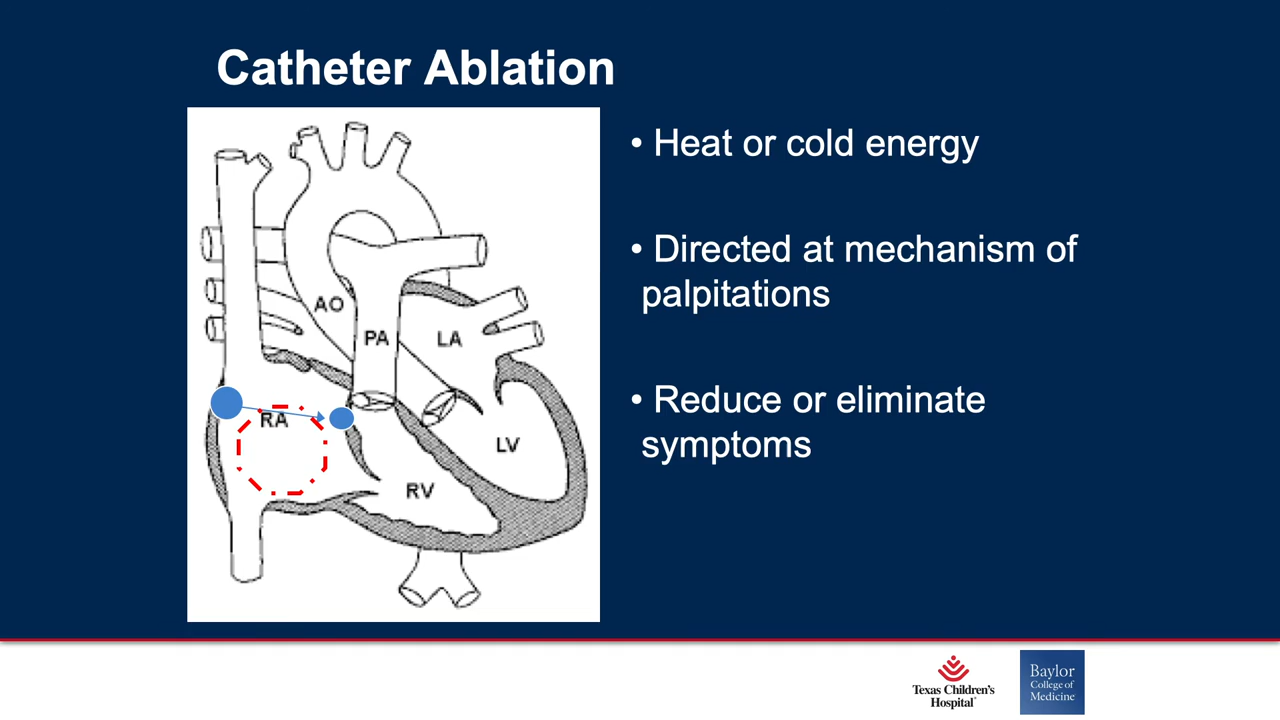 Catheter Ablation
• Heat or cold energy
• Directed at mechanism of
palpitations
• Reduce or eliminate
symptoms
AO
PA
LA
RA
LV
RV
Texas Children's
Hospital®
Baylor
College of
Medicine